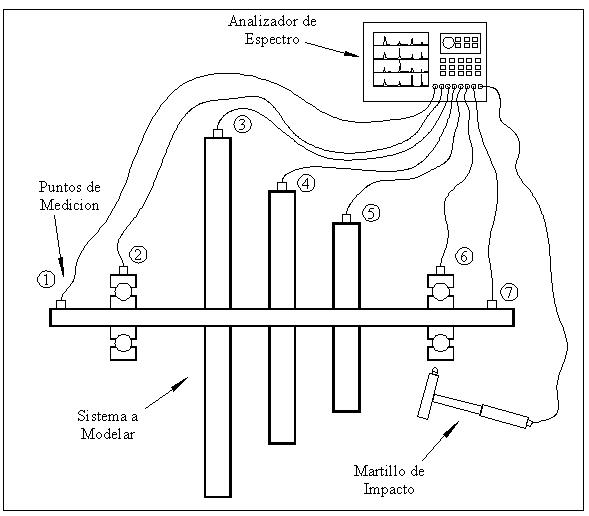 Analizador de
Espectro
③
Puntos de
Medicion
④
⑤
②
⑥
①
⑦
Sistema a
Modelar
Martillo de
Impacto